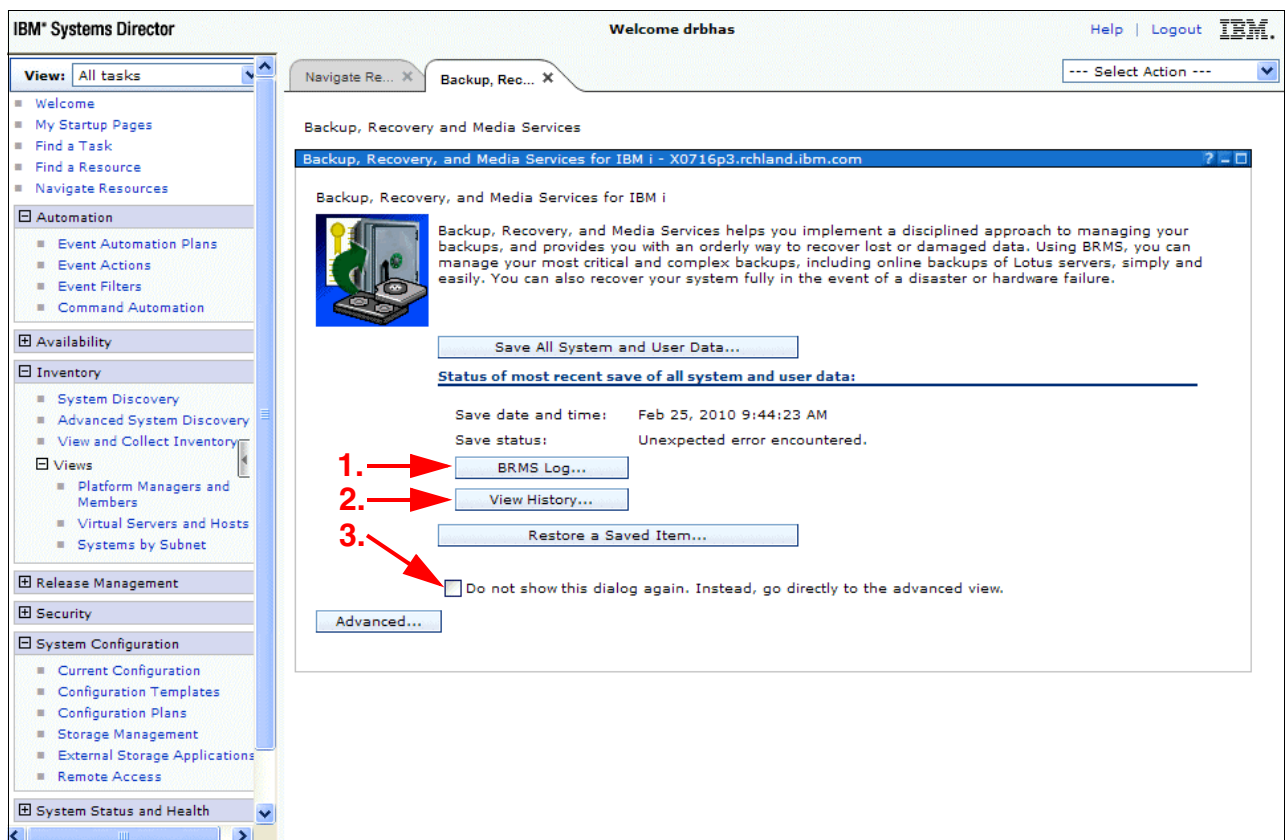 IBM® Systems Director
Welcome drbhas
Help | Logout
IBM.
View: All tasks
Welcome
My Startup Pages
Find a Task
Find a Resource
Navigate Resources
Automation
Event Automation Plans
Event Actions
Event Filters
Command Automation
Availability
Inventory
System Discovery
Advanced System Discovery
View and Collect Inventory
Views
Platform Managers and
Members
Virtual Servers and Hosts
Systems by Subnet
Release Management
Security
System Configuration
Current Configuration
Configuration Templates
Configuration Plans
Storage Management
External Storage Applications
Remote Access
System Status and Health
Navigate Re... X
Backup, Rec... X
--- Select Action ---
Backup, Recovery and Media Services
Backup, Recovery, and Media Services for IBM i - X0716p3.rchland.ibm.com
Backup, Recovery, and Media Services for IBM i
Backup, Recovery, and Media Services helps you implement a disciplined approach to managing your
backups, and provides you with an orderly way to recover lost or damaged data. Using BRMS, you can
manage your most critical and complex backups, including online backups of Lotus servers, simply and
easily. You can also recover your system fully in the event of a disaster or hardware failure.
Save All System and User Data...
Status of most recent save of all system and user data:
Save date and time: Feb 25, 2010 9:44:23 AM
Save status: Unexpected error encountered.
1. BRMS Log...
2. View History...
3.
Restore a Saved Item...
Do not show this dialog again. Instead, go directly to the advanced view.
Advanced...